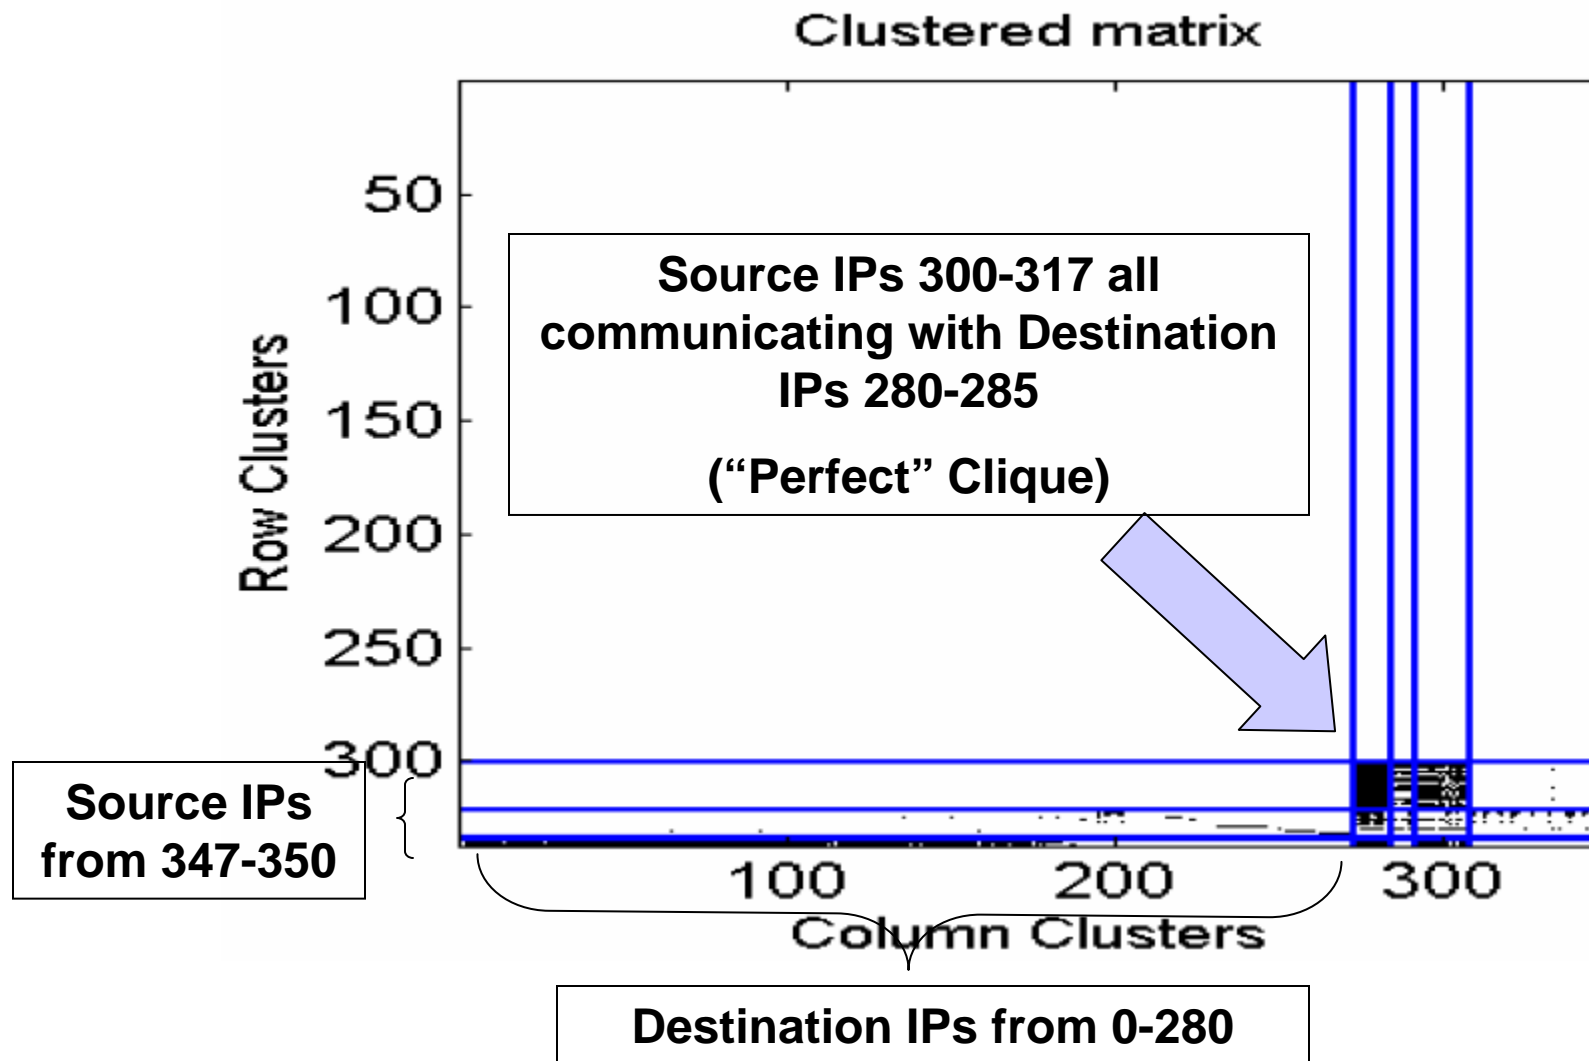 Clustered matrix
50
100
150
200
250
300
Row Clusters
Source IPs 300-317 all
communicating with Destination
IPs 280-285
(“Perfect” Clique)
Source IPs
from 347-350
100
200
300
Column Clusters
Destination IPs from 0-280